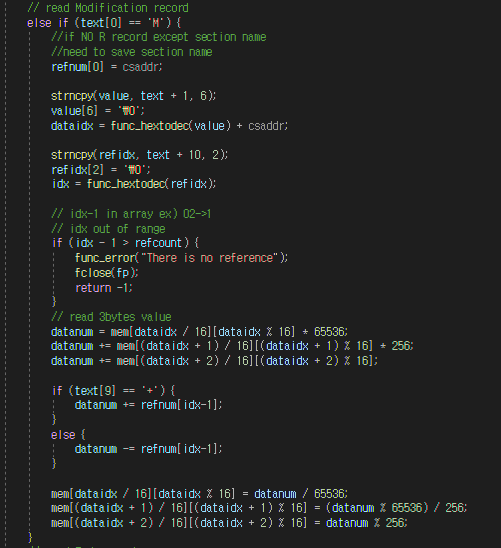 // read Modification record
else if (text[0] == 'M') {
//if NO R record except section name
//need to save section name
refnum[0] = csaddr;
strncpy(value, text + 1, 6);
value[6] = '₩0';
dataidx = func_hextodec(value) + csaddr;
strncpy(refidx, text + 10, 2);
refidx[2] = '₩0';
idx = func_hextodec(refidx);
// idx-1 in array ex) 02->1
// idx out of range
if (idx - 1 > refcount) {
func_error("There is no reference");
fclose(fp);
return -1;
}
// read 3bytes value
datanum = mem[dataidx / 16][dataidx % 16] * 65536;
datanum += mem[(dataidx + 1) / 16][(dataidx + 1) % 16] * 256;
datanum += mem[(dataidx + 2) / 16][(dataidx + 2) % 16];
if (text[9] == '+') {
datanum += refnum[idx-1];
}
else {
datanum -= refnum[idx-1];
}
mem[dataidx / 16][dataidx % 16] = datanum / 65536;
mem[(dataidx + 1) / 16][(dataidx + 1) % 16] = (datanum % 65536) / 256;
mem[(dataidx + 2) / 16][(dataidx + 2) % 16] = datanum % 256;
}